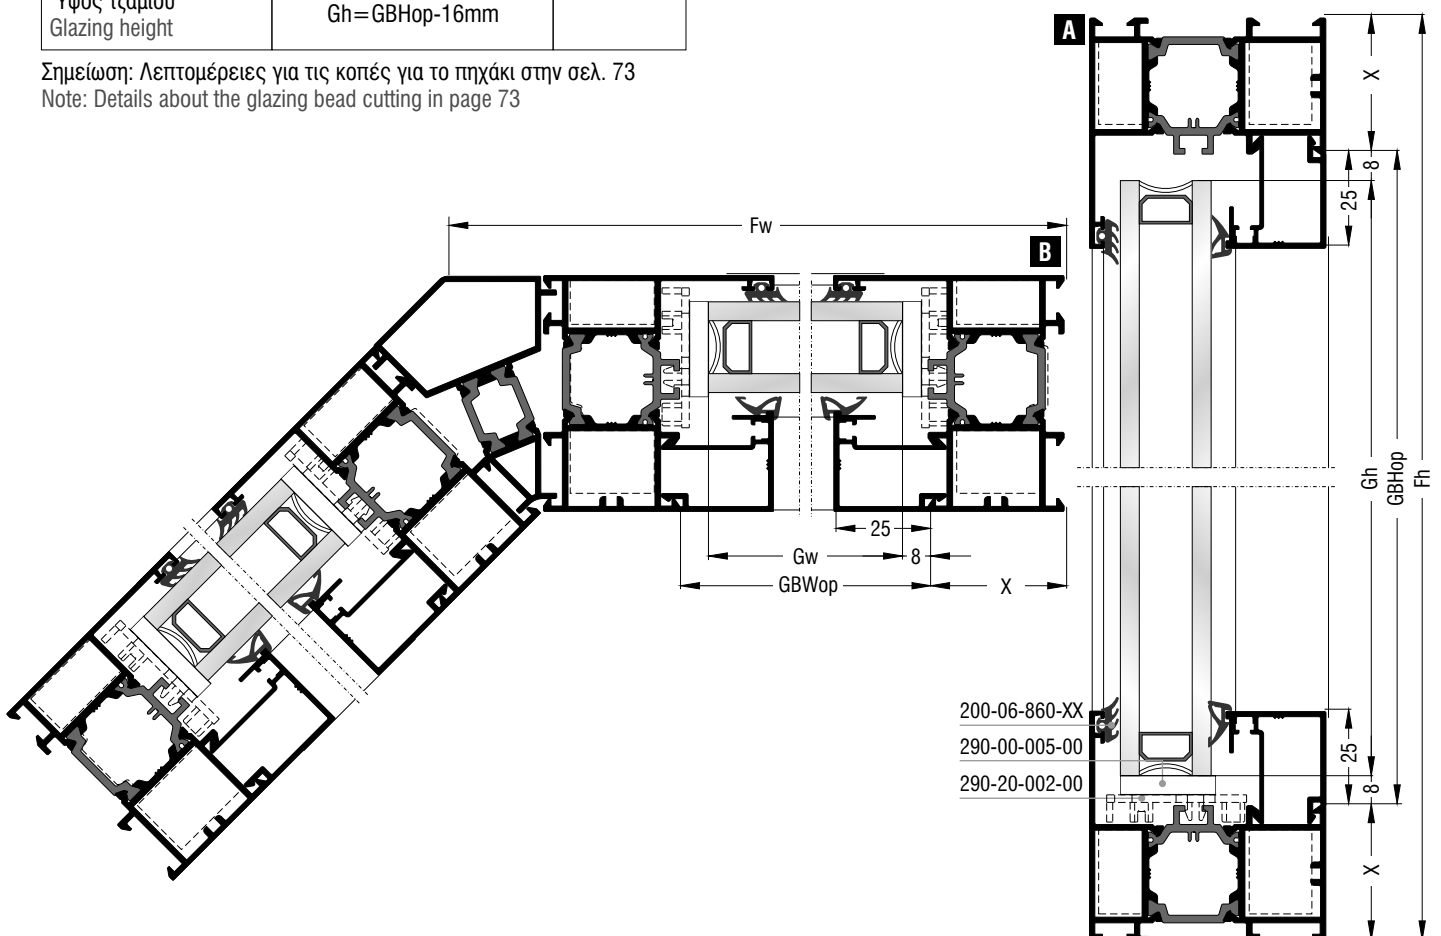 Ύψος τζαμιού
Glazing height
Gh=GBHop-16mm
Σημείωση: Λεπτομέρειες για τις κοπές για το πηχάκι στην σελ. 73
Note: Details about the glazing bead cutting in page 73
A
X
8
25
Fw
B
25
Gw
8
GBWop
X
Gh
GBHop
Fh
200-06-860-XX
290-00-005-00
290-20-002-00
25
8
X